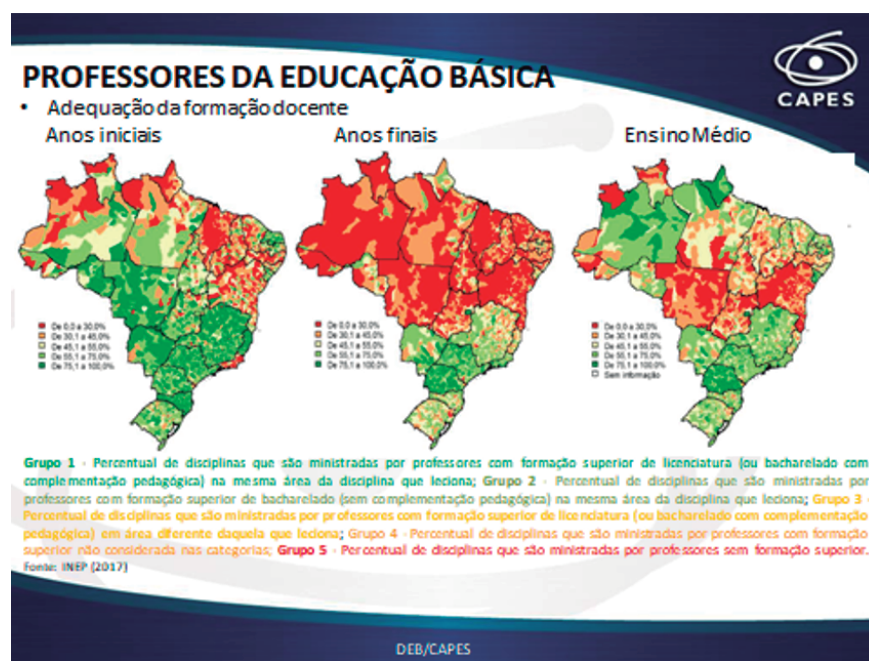 CAPES
PROFESSORES DA EDUCAÇÃO BÁSICA
• Adequação da formação docente
Anos iniciais
Anos finais
Ensino Médio
De 0,0 a 30,0%
De 30,1 a 45,0%
De 45,1 a 55,0%
De 55,1 a 75,0%
De 75,1 a 100,0%
De 0,0 a 30,0%
De 30,1 a 45,0%
De 45,1 a 55,0%
De 55,1 a 75,0%
De 75,1 a 100,0%
De 0,0 a 30,0%
De 30,1 a 45,0%
De 45,1 a 55,0%
De 55,1 a 75,0%
De 75,1 a 100,0%
Sem informação
Grupo 1 - Percentual de disciplinas que são ministradas por professores com formação superior de licenciatura (ou bacharelado com
complementação pedagógica) na mesma área da disciplina que leciona; Grupo 2 - Percentual de disciplinas que são ministradas por
professores com formação superior de bacharelado (sem complementação pedagógica) na mesma área da disciplina que leciona; Grupo 3 -
Percentual de disciplinas que são ministradas por professores com formação superior de licenciatura (ou bacharelado com complementação
pedagógica) em área diferente daquela que leciona; Grupo 4 - Percentual de disciplinas que são ministradas por professores com formação
superior não considerada nas categorias; Grupo 5 - Percentual de disciplinas que são ministradas por professores sem formação superior.
Fonte: INEP (2017)
DEB/CAPES